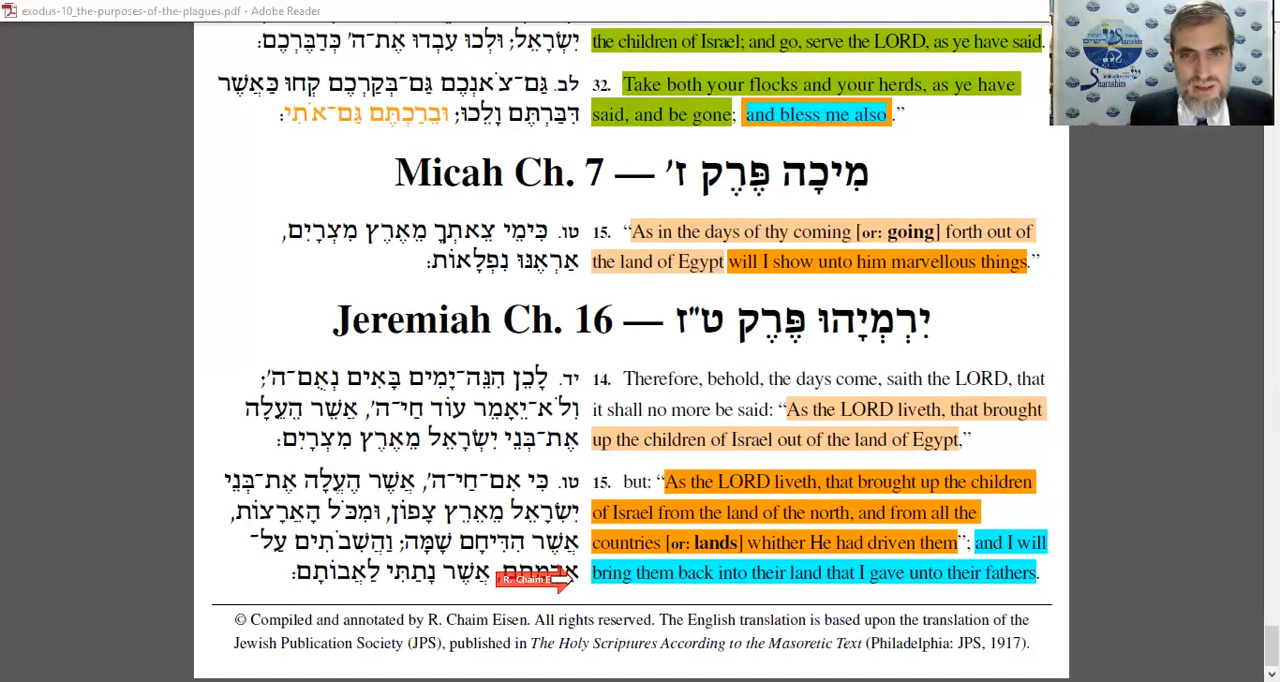 exodus-10_the_purposes-of-the-plagues.pdf - Adobe Reader
יִשְׂרָאֵל; וּלְכוּ עִבְדוּ אֶת־ה' כְּדַבֶּרְכֶם:
the children of Israel; and go, serve the LORD, as ye have said.
לב. גַּם־צֹאנְכֶם גַּם־בְּקַרְכֶם קְחוּ כַּאֲשֶׁר
32. Take both your flocks and your herds, as ye have
דִּבַּרְתֶּם וָלֵכוּ; וּבֵרַכְתֶּם גַּם־אֹתִי:
said, and be gone; and bless me also.”
Micah Ch. 7 — מִיכָה פֶּרֶק ז'
טו. כִּימֵי צֵאתְךָ מֵאֶרֶץ מִצְרָיִם,
15. “As in the days of thy coming [or: going] forth out of
אַרְאֶנּוּ נִפְלָאוֹת:
the land of Egypt will I show unto him marvellous things.”
Jeremiah Ch. 16 — יִרְמְיָהוּ פֶּרֶק ט"ז
יד. לָכֵן הִנֵּה־יָמִים בָּאִים נְאֻם־ה';
14. Therefore, behold, the days come, saith the LORD, that
וְלֹא־יֵאָמֵר עוֹד חַי־ה', אֲשֶׁר הֶעֱלָה
it shall no more be said: “As the LORD liveth, that brought
אֶת־בְּנֵי יִשְׂרָאֵל מֵאֶרֶץ מִצְרָיִם:
up the children of Israel out of the land of Egypt,”
טו. כִּי אִם־חַי־ה', אֲשֶׁר הֶעֱלָה אֶת־בְּנֵי
15. but: “As the LORD liveth, that brought up the children
יִשְׂרָאֵל מֵאֶרֶץ צָפוֹן, וּמִכֹּל הָאֲרָצוֹת,
of Israel from the land of the north, and from all the
אֲשֶׁר הִדִּיחָם שָׁמָּה; וַהֲשִׁבֹתִים עַל־
countries [or: lands] whither He had driven them”; and I will
אֲשֶׁר נָתַתִּי לַאֲבוֹתָם:
R. Chaim E
bring them back into their land that I gave unto their fathers.
© Compiled and annotated by R. Chaim Eisen. All rights reserved. The English translation is based upon the translation of the
Jewish Publication Society (JPS), published in The Holy Scriptures According to the Masoretic Text (Philadelphia: JPS, 1917).